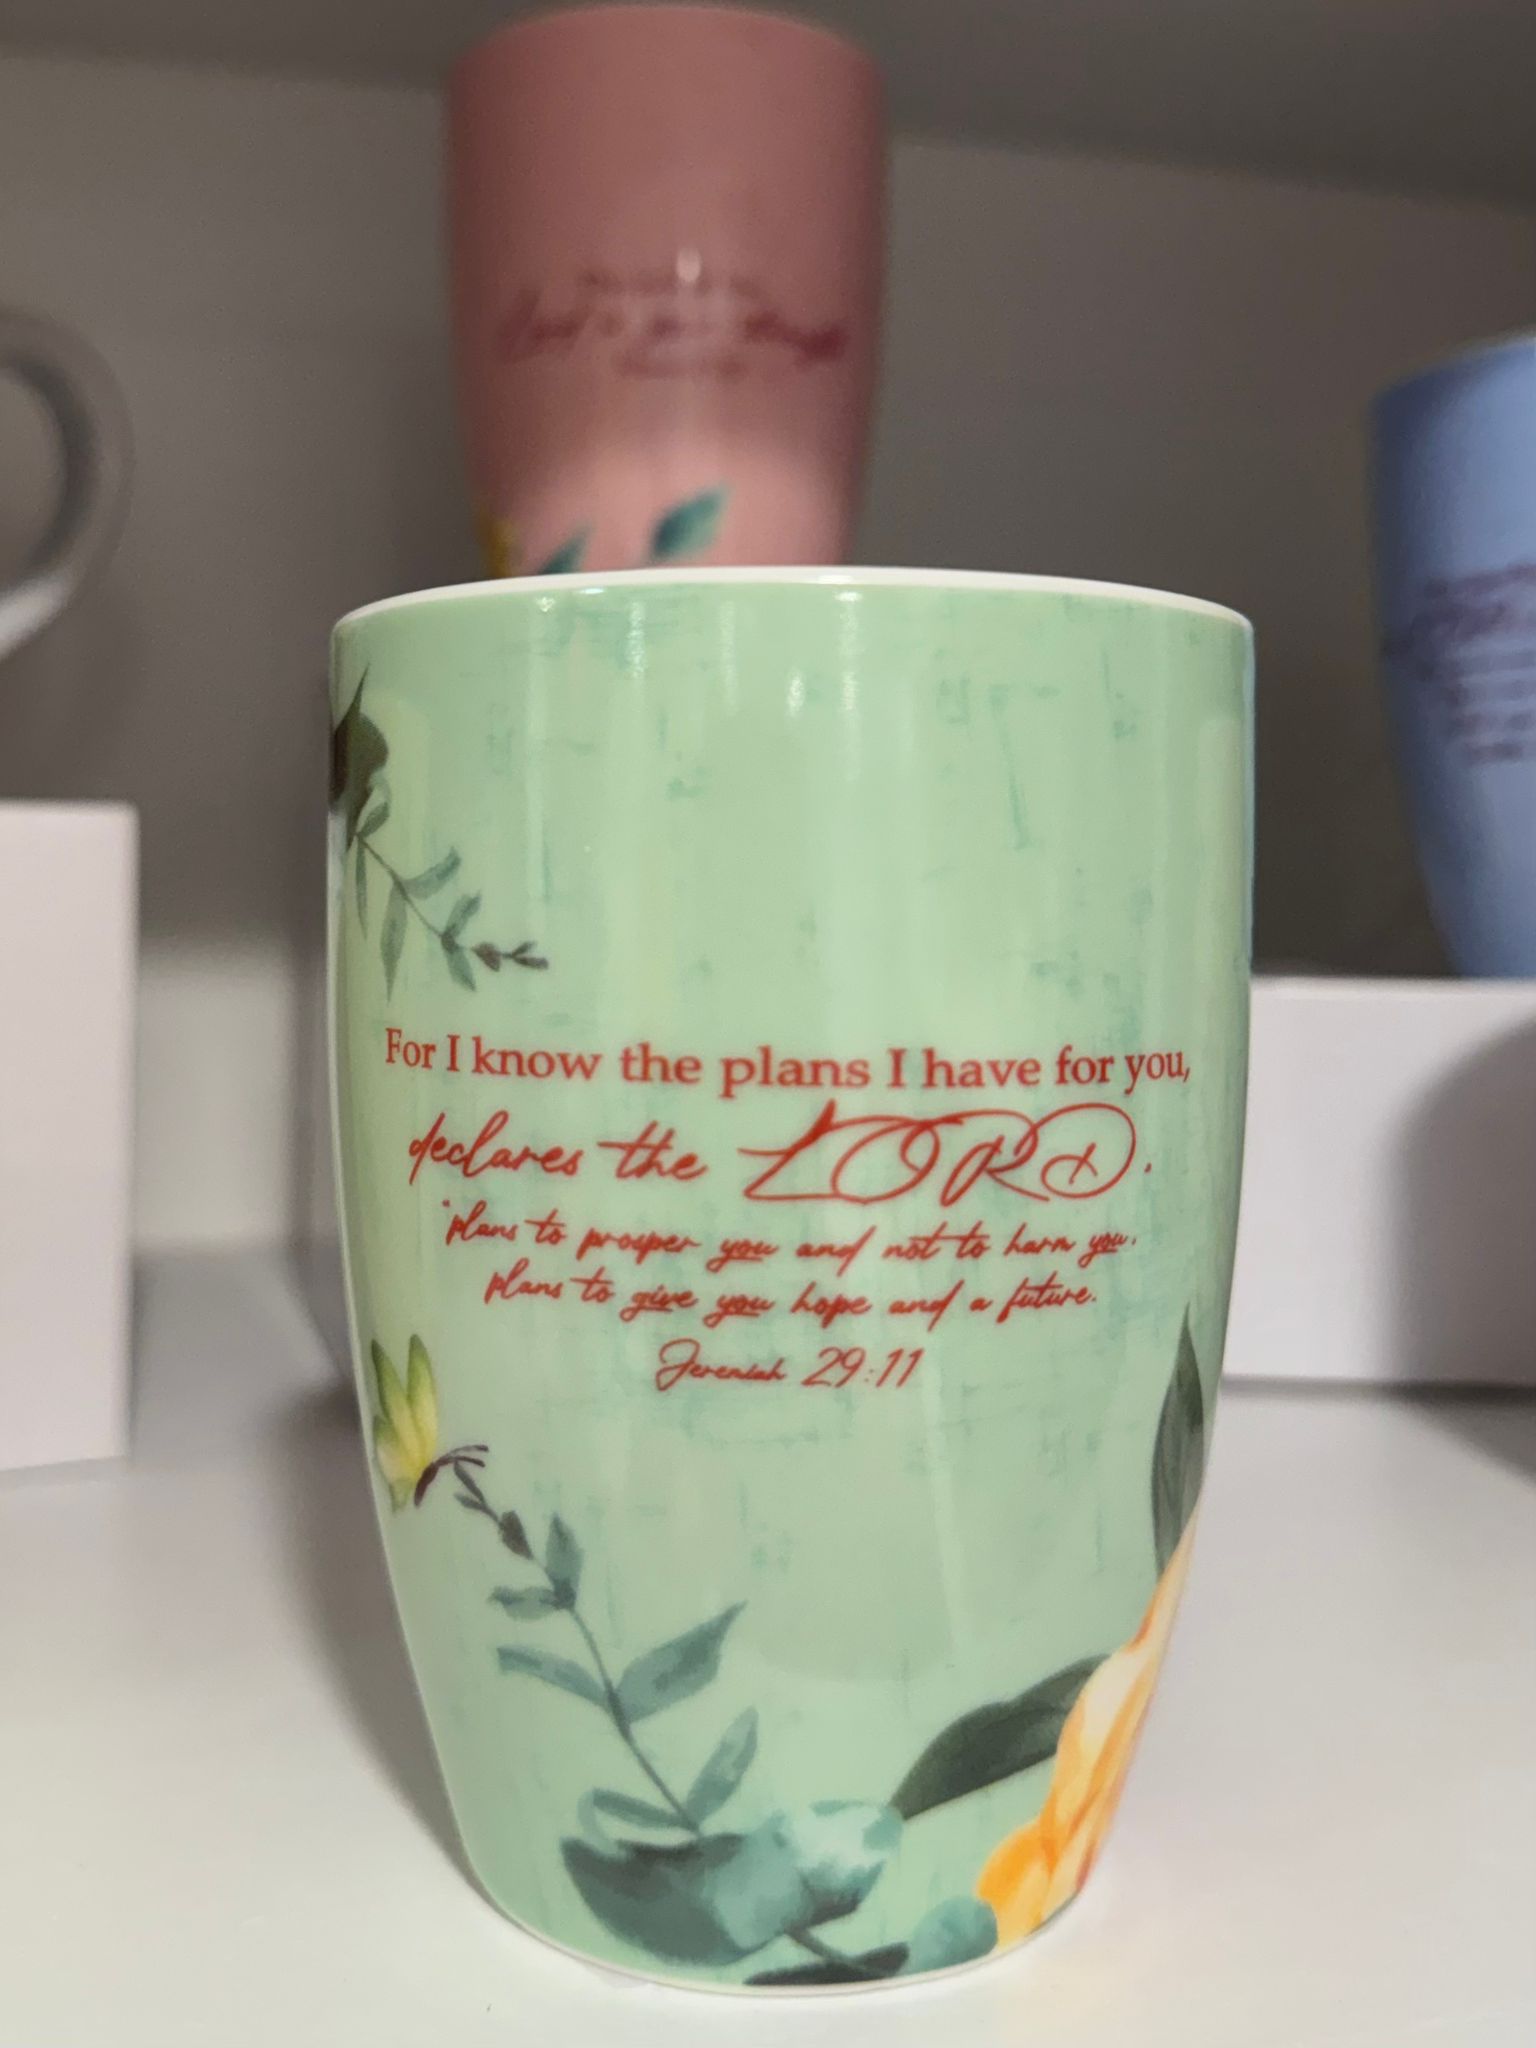 For I know the plans I have for you,
declares the LORD.
"plans to prosper you and not to harm you,
plans to give you hope and a future.
Jeremiah 29:11